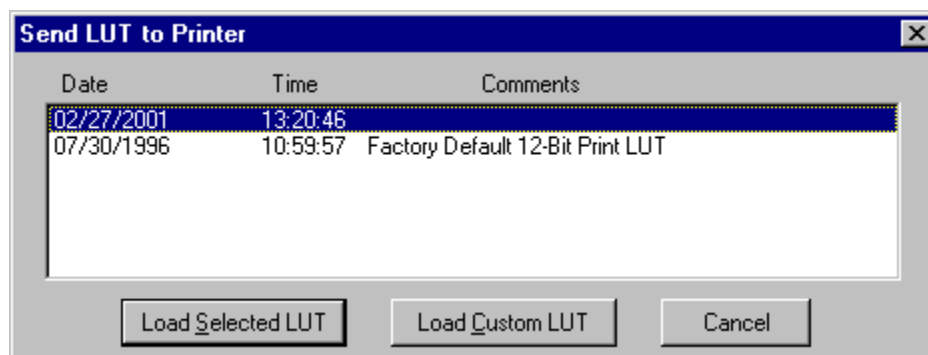 Send LUT to Printer
Date Time Comments
02/27/2001 13:20:46
07/30/1996 10:59:57 Factory Default 12-Bit Print LUT
Load Selected LUT Load Custom LUT Cancel